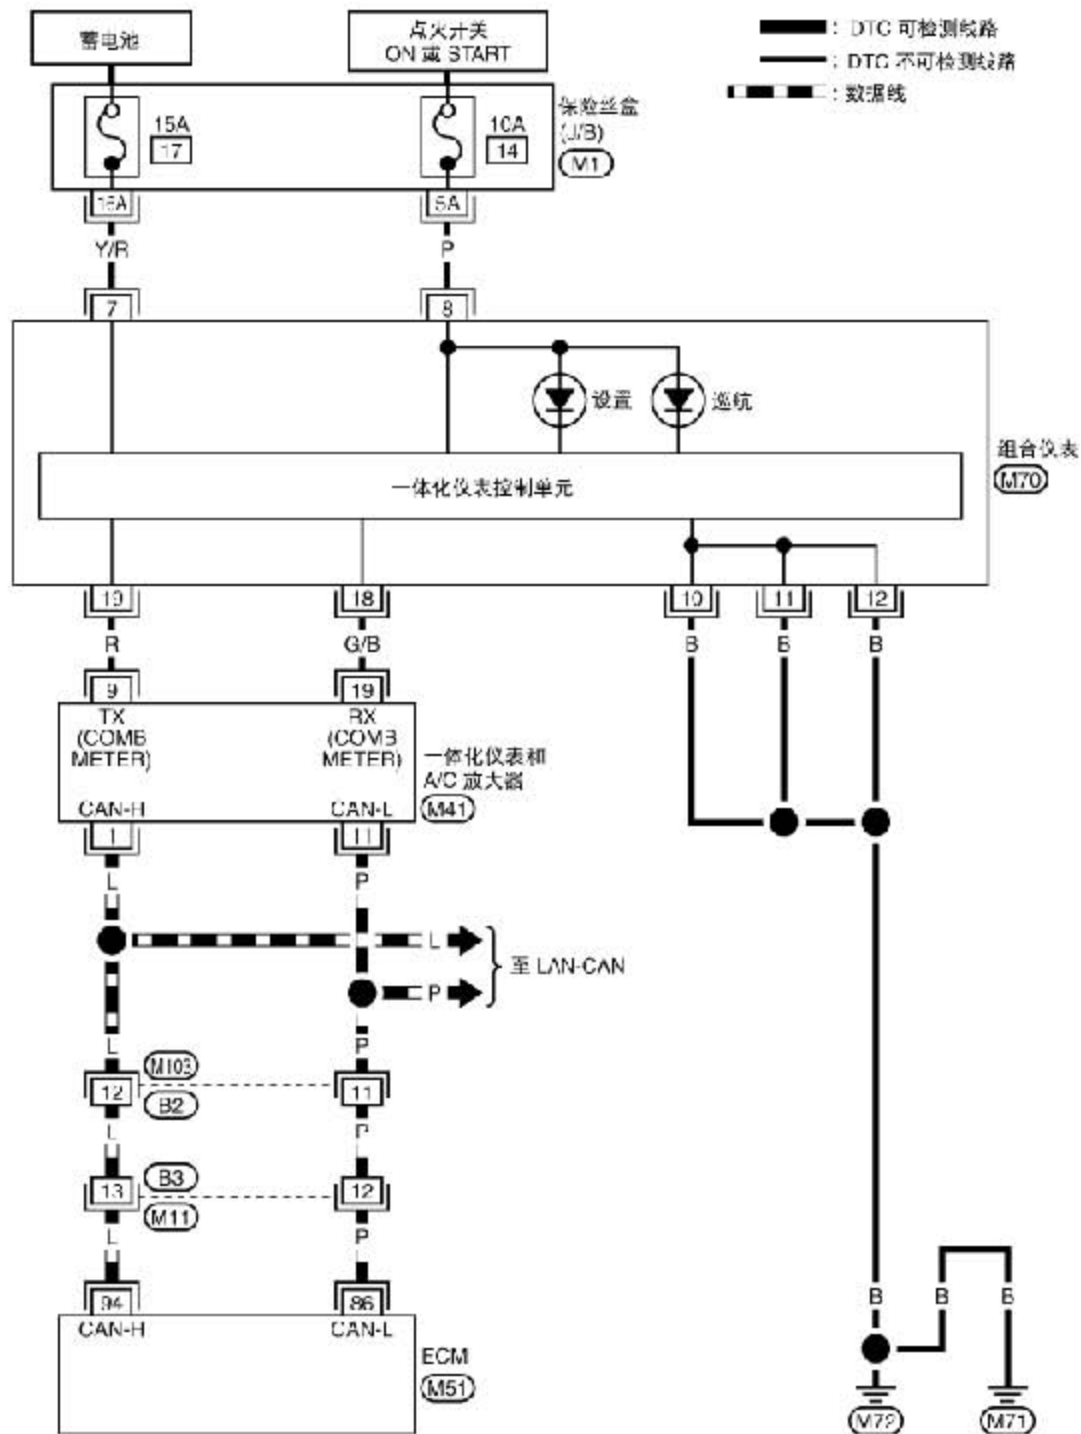 蓄电池
点火开关
ON 或 START
: DTC 可检测线路
: DTC 不可检测线路
: 数据线
15A
17
10A
14
保险丝盒
(J/B)
M1
5A
Y/R
P
7
8
设置
巡航
组合仪表
M70
一体化仪表控制单元
19
18
10
11
12
R
G/B
B
B
B
9
19
TX
(COMB
METER)
RX
(COMB
METER)
一体化仪表和
A/C 放大器
M41
CAN-H
CAN-L
1
11
L
P
L
P
至 LAN-CAN
L
P
M103
12
11
B2
L
P
B3
13
12
M11
L
P
94
86
CAN-H
CAN-L
ECM
M51
B
B
B
M72
M71